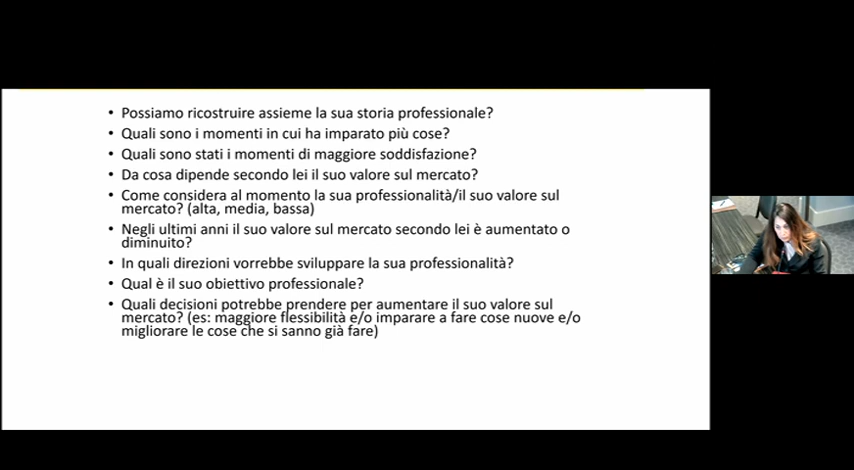 • Possiamo ricostruire assieme la sua storia professionale?
• Quali sono i momenti in cui ha imparato più cose?
• Quali sono stati i momenti di maggiore soddisfazione?
• Da cosa dipende secondo lei il suo valore sul mercato?
• Come considera al momento la sua professionalità/il suo valore sul
mercato? (alta, media, bassa)
• Negli ultimi anni il suo valore sul mercato secondo lei è aumentato o
diminuito?
• In quali direzioni vorrebbe sviluppare la sua professionalità?
• Qual è il suo obiettivo professionale?
• Quali decisioni potrebbe prendere per aumentare il suo valore sul
mercato? (es: maggiore flessibilità e/o imparare a fare cose nuove e/o
migliorare le cose che si sanno già fare)